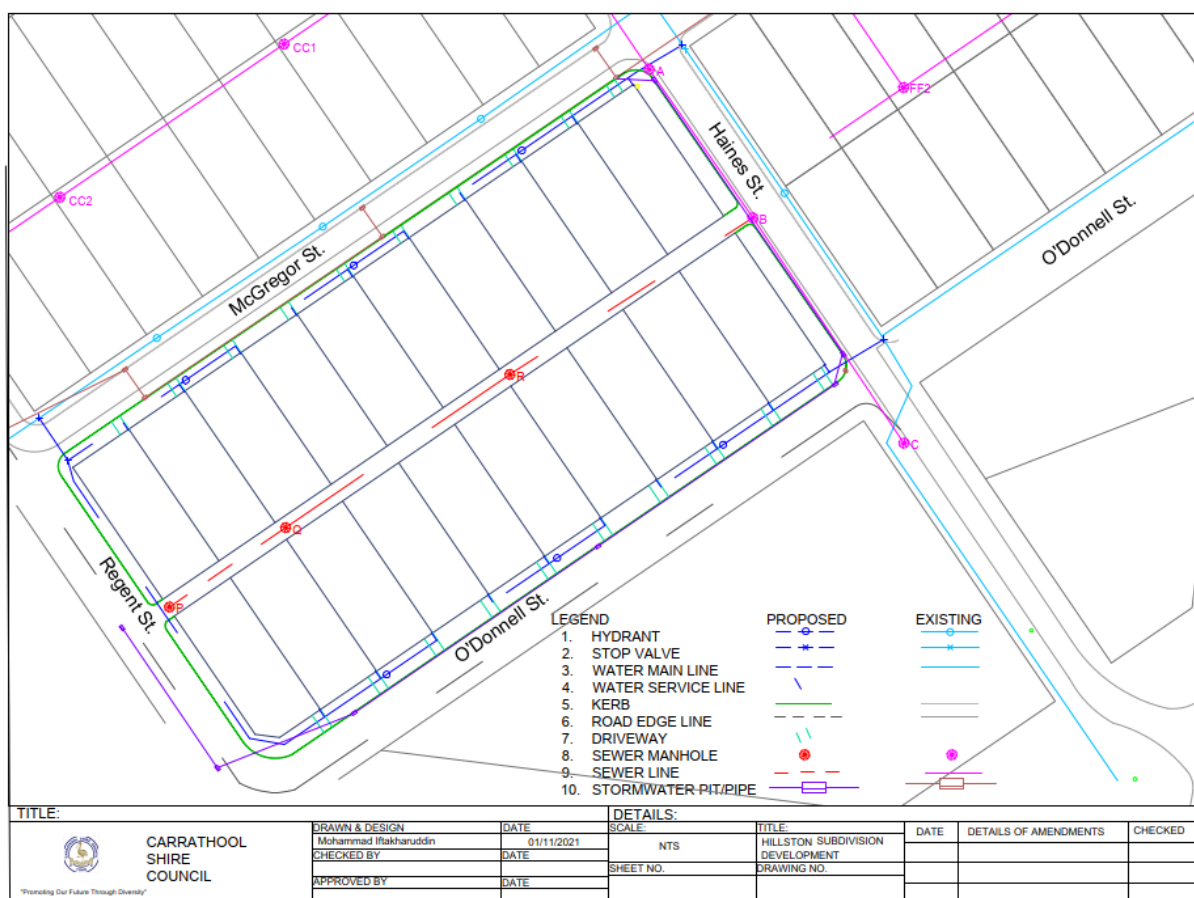 CC1
A
FF2
Haines St.
CC2
B
O'Donnell St.
McGregor St.
R
C
Q
Regent St.
P
O'Donnell St.
LEGEND PROPOSED EXISTING
1. HYDRANT
2. STOP VALVE
3. WATER MAIN LINE
4. WATER SERVICE LINE
5. KERB
6. ROAD EDGE LINE
7. DRIVEWAY
8. SEWER MANHOLE
9. SEWER LINE
10. STORMWATER PIT/PIPE
TITLE:
CARRATHOOL
SHIRE
COUNCIL
"Promoting Our Future Through Diversity"
DRAWN & DESIGN DATE
Mohammad Iftakharuddin 01/11/2021
CHECKED BY DATE
APPROVED BY DATE
DETAILS:
SCALE: TITLE:
NTS HILLSTON SUBDIVISION
DEVELOPMENT
SHEET NO. DRAWING NO.
DATE DETAILS OF AMENDMENTS CHECKED